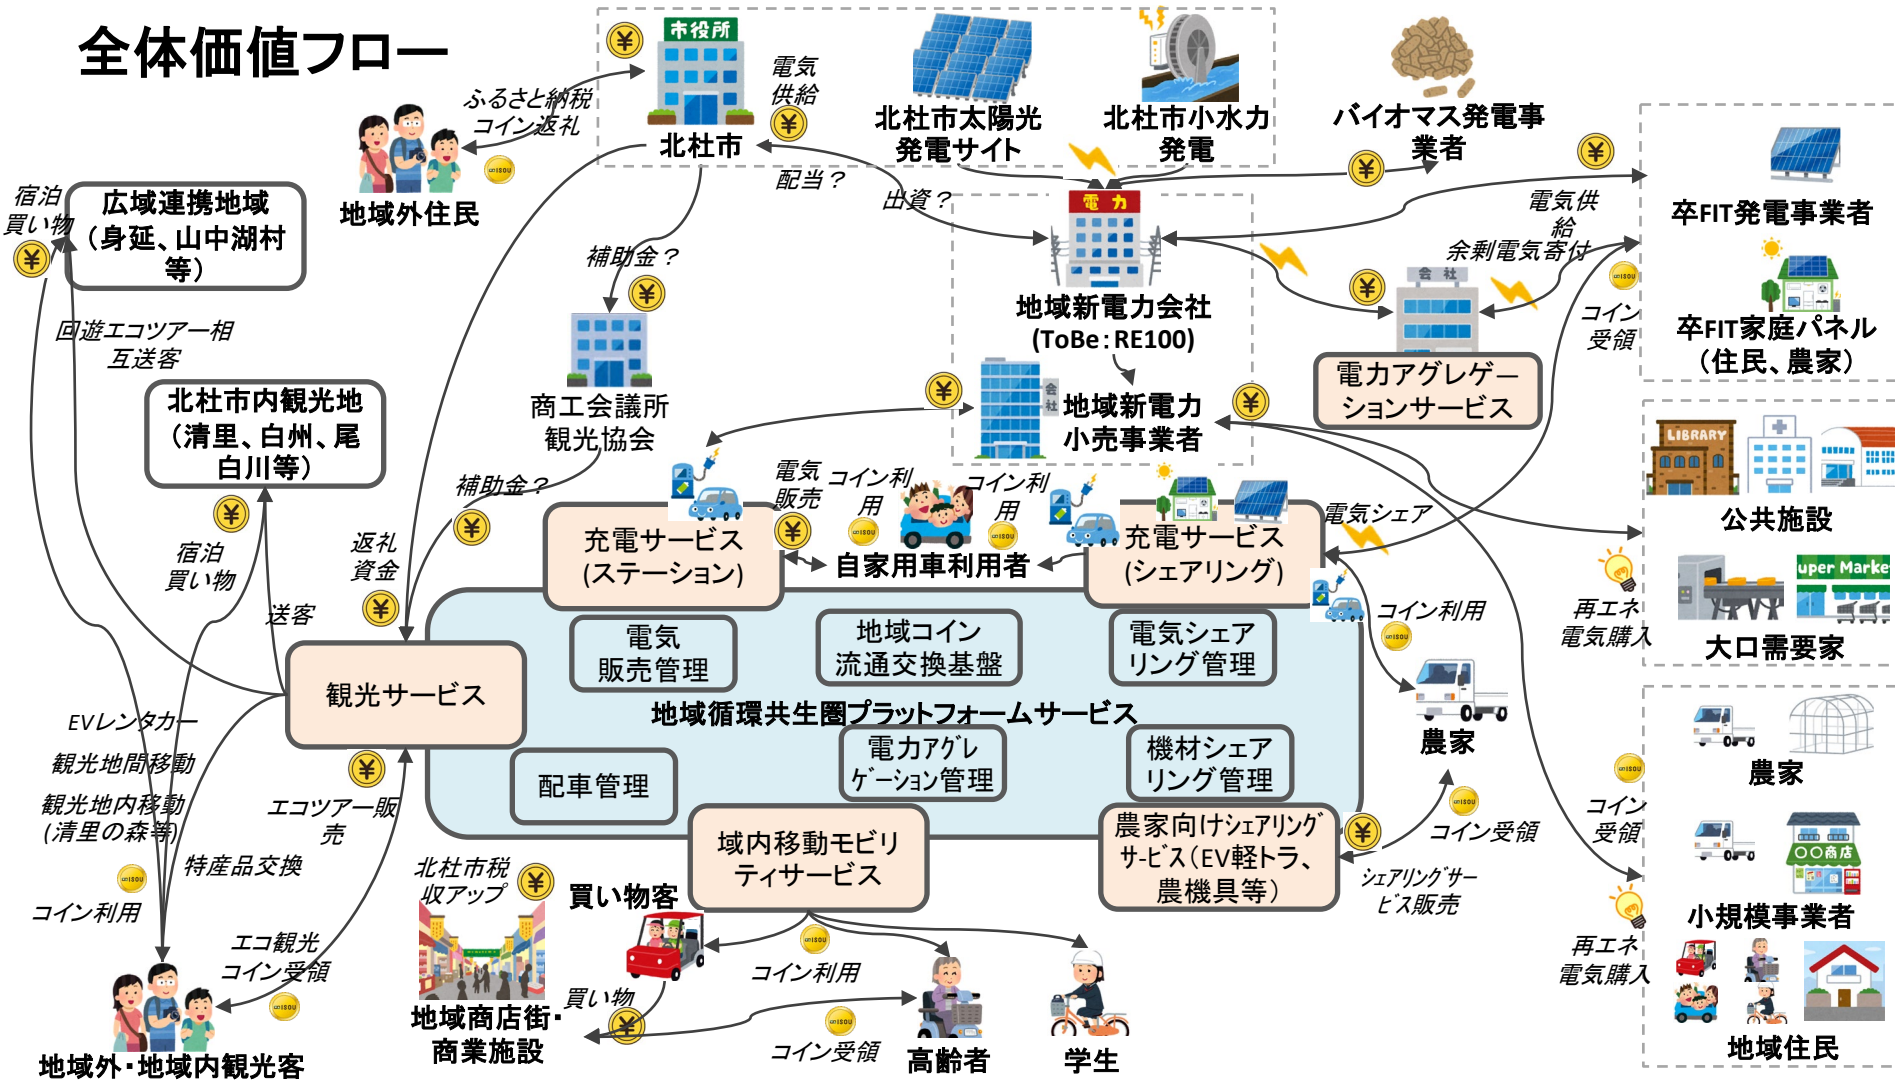 全体価値フロー
市役所
北杜市
電気
供給
北杜市太陽光
発電サイト
北杜市小水力
発電
バイオマス発電事
業者
ふるさと納税
コイン返礼
地域外住民
宿泊
買い物
広域連携地域
（身延、山中湖村
等）
配当？
出資？
電力
地域新電力会社
(ToBe：RE100)
会社
地域新電力
小売事業者
電気供
給
余剰電気寄付
コイン
受領
卒FIT発電事業者
卒FIT家庭パネル
（住民、農家）
会社
電力アグレゲー
ションサービス
補助金？
商工会議所
観光協会
回遊エコツアー相
互送客
北杜市内観光地
（清里、白州、尾
白川等）
宿泊
買い物
送客
返礼
資金
補助金？
電気
販売
コイン利
用
コイン利
用
自家用車利用者
充電サービス
(ステーション)
充電サービス
(シェアリング)
電気シェア
LIBRARY
公共施設
uper Marke
大口需要家
再エネ
電気購入
コイン利用
農家
電気
販売管理
地域コイン
流通交換基盤
電気シェア
リング管理
地域循環共生圏プラットフォームサービス
配車管理
電力アグレ
ゲーション管理
機材シェア
リング管理
観光サービス
EVレンタカー
観光地間移動
観光地内移動
(清里の森等)
特産品交換
コイン利用
エコツアー販
売
エコ観光
コイン受領
地域外・地域内観光客
域内移動モビリ
ティサービス
農家向けシェアリング
サービス（EV軽トラ、
農機具等）
コイン受領
シェアリングサー
ビス販売
北杜市税
収アップ
買い物客
地域商店街・
商業施設
買い物
コイン利用
コイン受領
高齢者
学生
コイン
受領
農家
〇〇商店
小規模事業者
再エネ
電気購入
地域住民